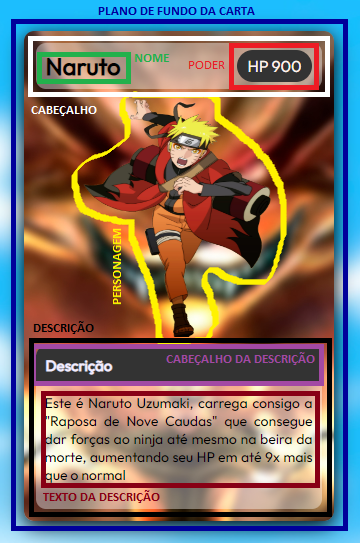 PLANO DE FUNDO DA CARTA
Naruto
NOME
PODER
HP 900
CABEÇALHO
PERSONAGEM
DESCRIÇÃO
Descrição
CABEÇALHO DA DESCRIÇÃO
Este é Naruto Uzumaki, carrega consigo a
"Raposa de Nove Caudas" que consegue
dar forças ao ninja até mesmo na beira da
morte, aumentando seu HP em até 9x mais
que o normal
TEXTO DA DESCRIÇÃO